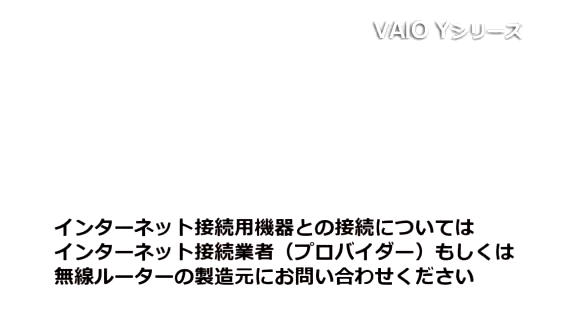 VAIO Yシリーズ
インターネット接続用機器との接続については
インターネット接続業者（プロバイダー）もしくは
無線ルーターの製造元にお問い合わせください